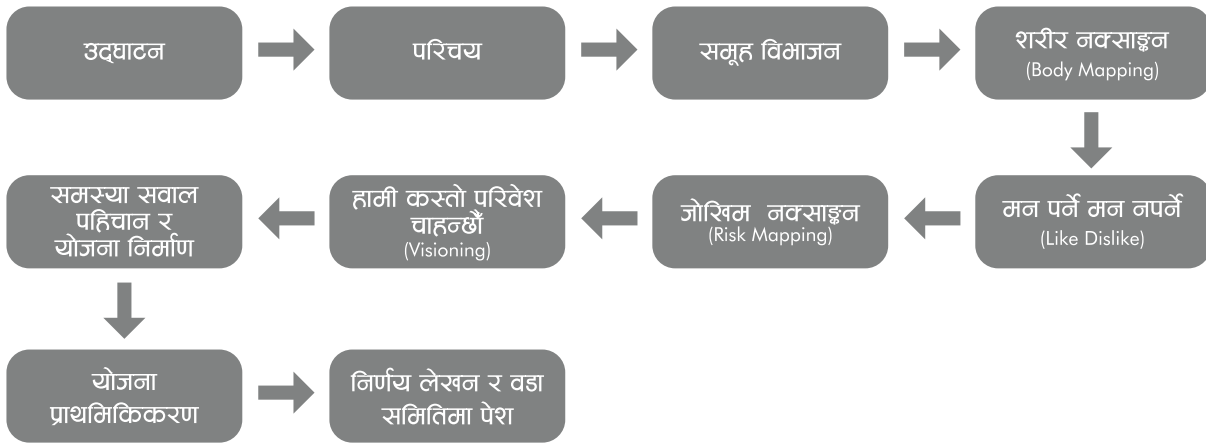 उद्घाटन
परिचय
समूह विभाजन
शरीर नक्साङ्कन
(Body Mapping)
मन पर्ने मन नपर्ने
(Like Dislike)
जोखिम नक्साङ्कन
(Risk Mapping)
हामी कस्तो परिवेश
चाहन्छौँ
(Visioning)
समस्या सवाल
पहिचान र
योजना निर्माण
योजना
प्राथमिकिकरण
निर्णय लेखन र वडा
समितिमा पेश